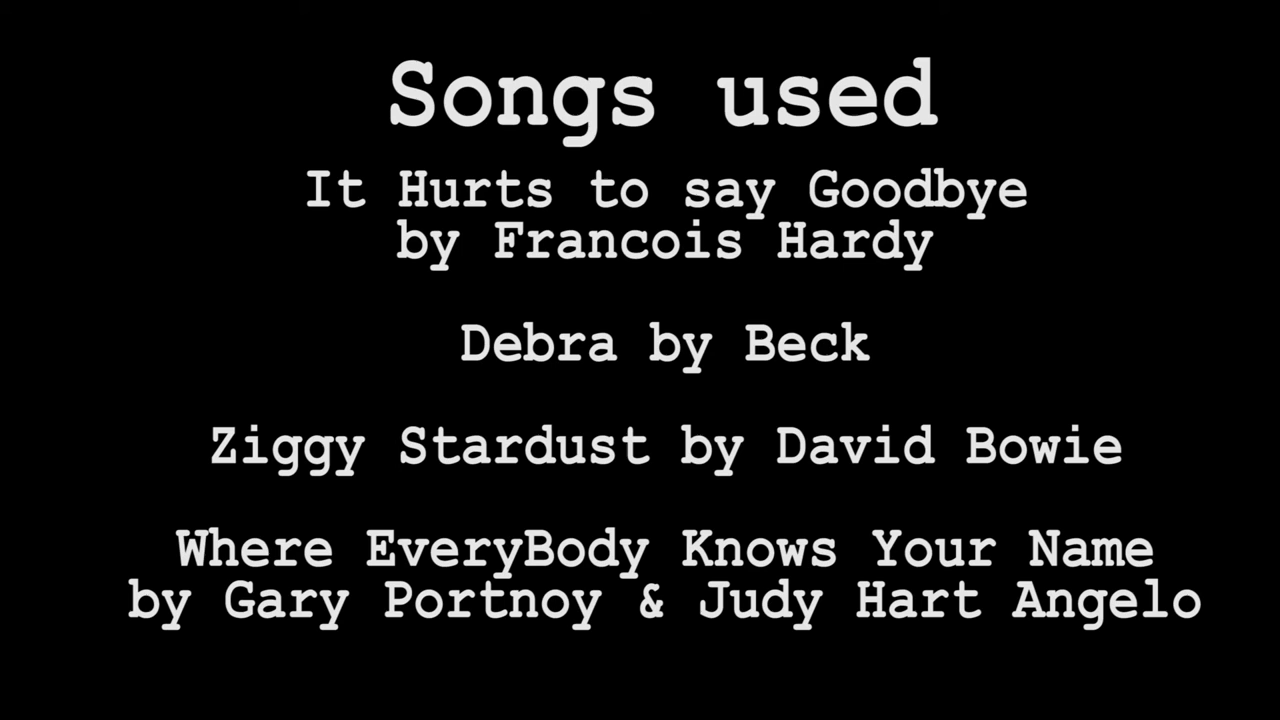 Songs used
It Hurts to say Goodbye
by Francois Hardy
Debra by Beck
Ziggy Stardust by David Bowie
Where EveryBody Knows Your Name
by Gary Portnoy & Judy Hart Angelo